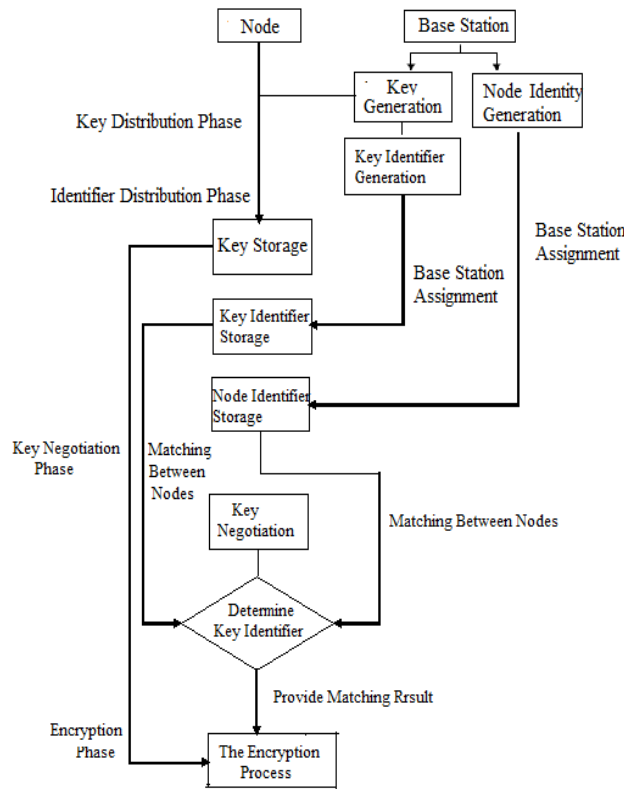 Node
Base Station
Key
Generation
Node Identity
Generation
Key Distribution Phase
Key Identifier
Generation
Identifier Distribution Phase
Key Storage
Base Station
Assignment
Base Station
Assignment
Key Identifier
Storage
Node Identifier
Storage
Key Negotiation
Phase
Matching
Between
Nodes
Key
Negotiation
Matching Between Nodes
Determine
Key Identifier
Provide Matching Rrsult
Encryption
Phase
The Encryption
Process